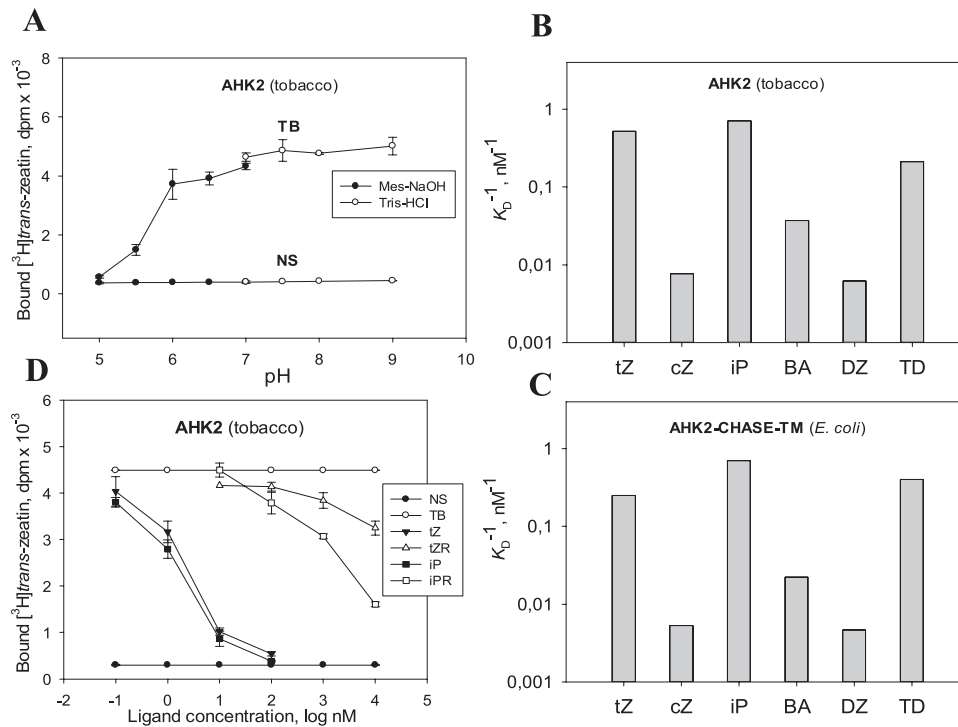 A
Bound [³H]trans-zeatin, dpm x 10⁻³
6
4
2
0
AHK2 (tobacco)
TB
Mes-NaOH
Tris-HCl
NS
5 6 7 8 9 10
pH
B
K_D⁻¹, nM⁻¹
1
0,1
0,01
0,001
AHK2 (tobacco)
tZ cZ iP BA DZ TD
D
Bound [³H]trans-zeatin, dpm x 10⁻³
6
5
4
3
2
1
0
AHK2 (tobacco)
NS
TB
tZ
tZR
iP
iPR
-2 -1 0 1 2 3 4 5
Ligand concentration, log nM
C
K_D⁻¹, nM⁻¹
1
0,1
0,01
0,001
AHK2-CHASE-TM (E. coli)
tZ cZ iP BA DZ TD